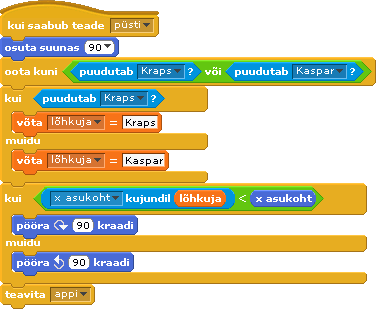 kui saabub teade püsti
osuta suunas 90
oota kuni puudutab Kraps ? või puudutab Kaspar ?
kui puudutab Kraps ?
võta lõhkuja = Kraps
muidu
võta lõhkuja = Kaspar
kui x asukoht kujundil lõhkuja < x asukoht
pööra 90 kraadi
muidu
pööra 90 kraadi
teavita appi